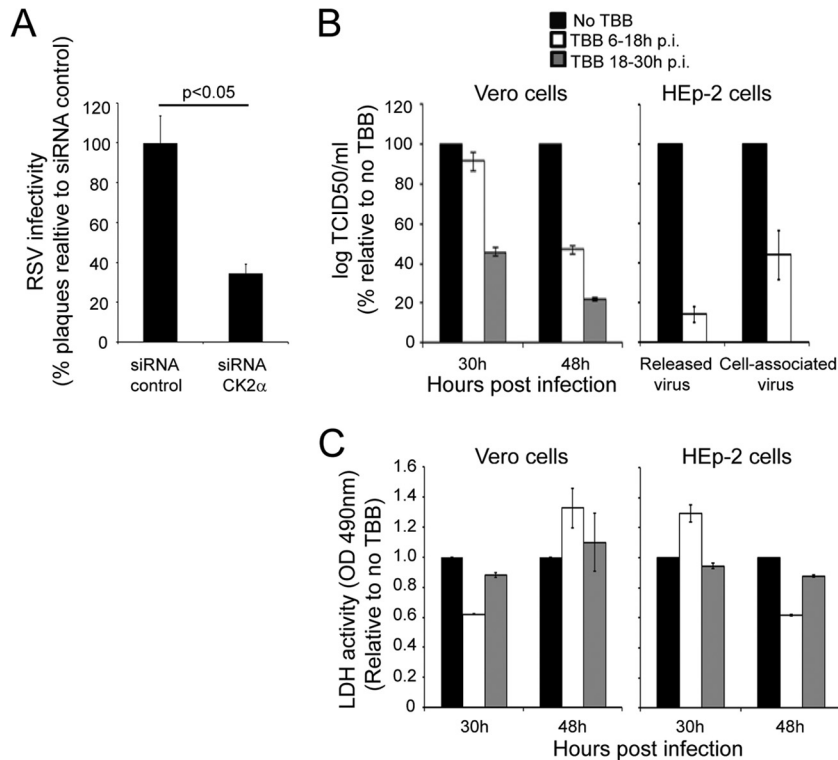 A
RSV infectivity
(% plaques realtive to siRNA control)
p<0.05
120
100
80
60
40
20
0
siRNA
control
siRNA
CK2α
B
No TBB
TBB 6-18h p.i.
TBB 18-30h p.i.
Vero cells
HEp-2 cells
log TCID50/ml
(% relative to no TBB)
120
100
80
60
40
20
0
30h
48h
Hours post infection
Released
virus
Cell-associated
virus
C
Vero cells
HEp-2 cells
LDH activity (OD 490nm)
(Relative to no TBB)
1.6
1.4
1.2
1.0
0.8
0.6
0.4
0.2
0
30h
48h
30h
48h
Hours post infection